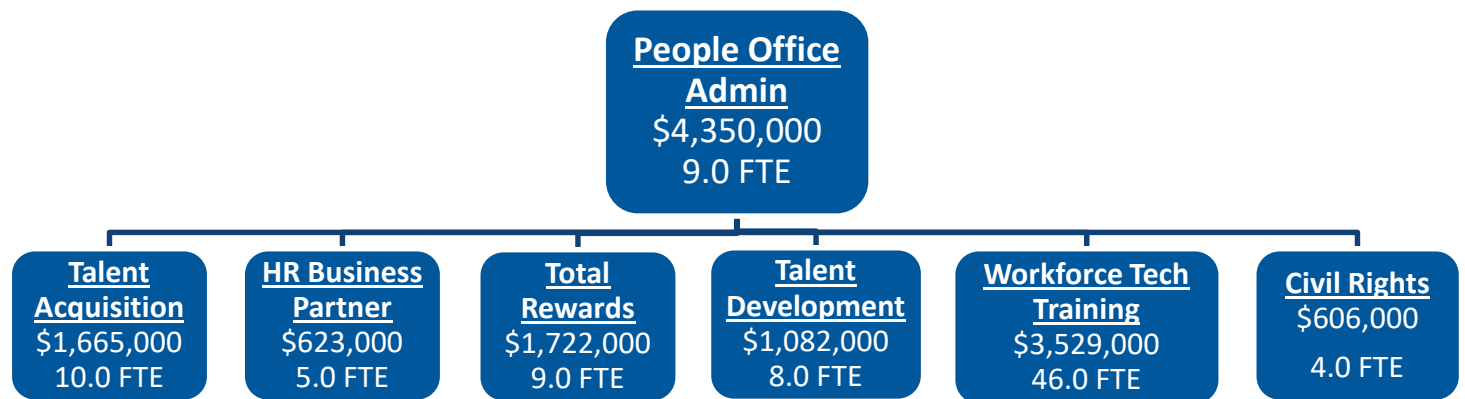 People Office
Admin
$4,350,000
9.0 FTE
Talent
Acquisition
$1,665,000
10.0 FTE
HR Business
Partner
$623,000
5.0 FTE
Total
Rewards
$1,722,000
9.0 FTE
Talent
Development
$1,082,000
8.0 FTE
Workforce Tech
Training
$3,529,000
46.0 FTE
Civil Rights
$606,000
4.0 FTE